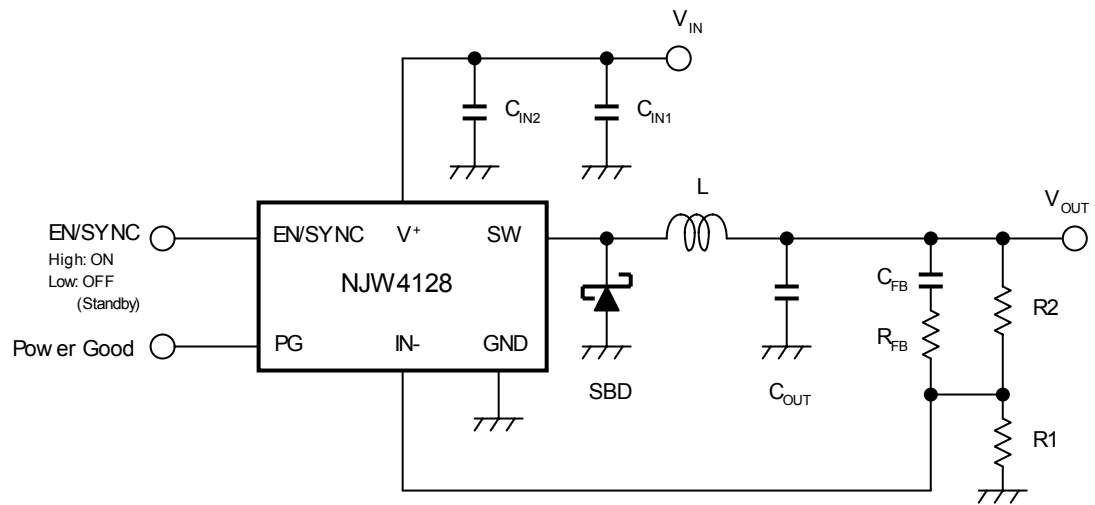 V_IN
C_IN2
C_IN1
L
V_OUT
EN/SYNC
High: ON
Low: OFF
(Standby)
EN/SYNC
V+
SW
NJW4128
PG
IN-
GND
Power Good
SBD
C_OUT
C_FB
R_FB
R2
R1